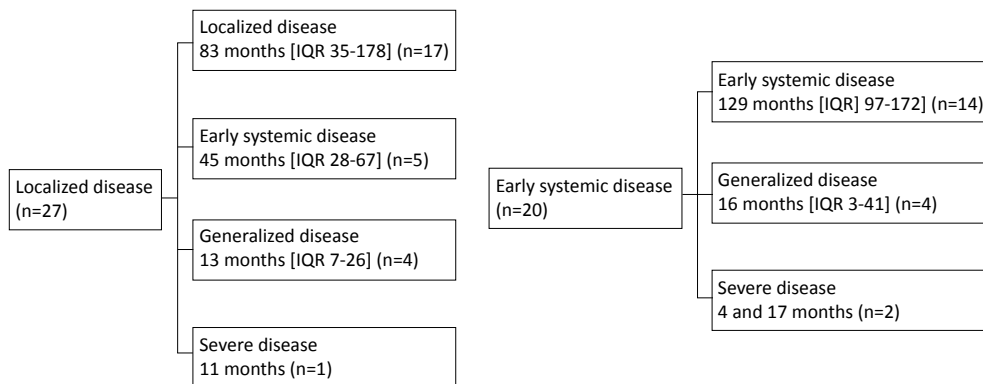 Localized disease
(n=27)
Localized disease
83 months [IQR 35-178] (n=17)
Early systemic disease
45 months [IQR 28-67] (n=5)
Generalized disease
13 months [IQR 7-26] (n=4)
Severe disease
11 months (n=1)
Early systemic disease
(n=20)
Early systemic disease
129 months [IQR] 97-172] (n=14)
Generalized disease
16 months [IQR 3-41] (n=4)
Severe disease
4 and 17 months (n=2)